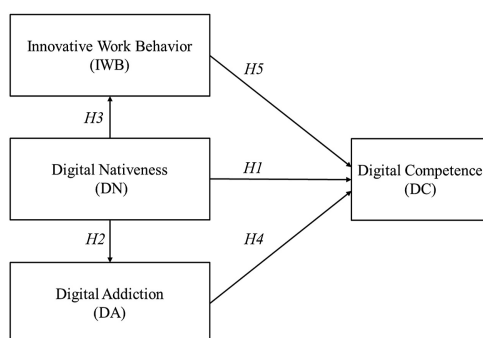 Innovative Work Behavior
(IWB)
H5
H3
Digital Nativeness
(DN)
H1
Digital Competence
(DC)
H2
H4
Digital Addiction
(DA)